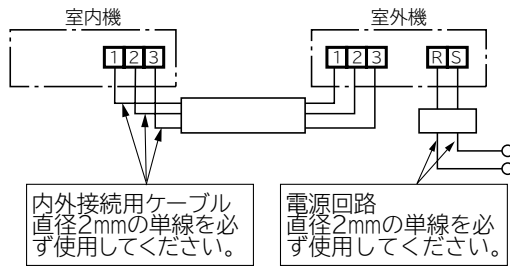 室内機
室外機
1 2 3
1 2 3
R S
内外接続用ケーブル
直径2mmの単線を必
ず使用してください。
電源回路
直径2mmの単線を必
ず使用してください。